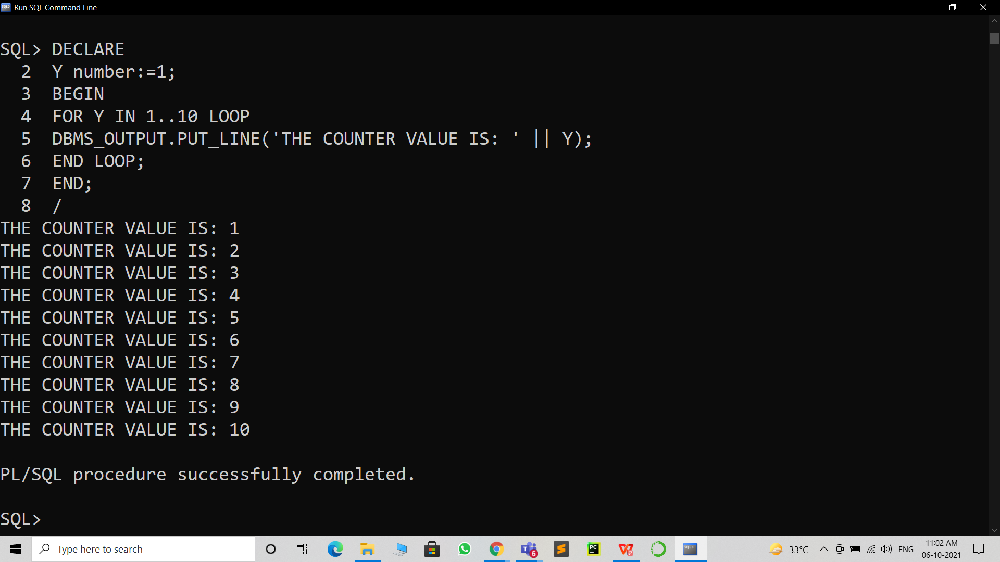 Run SQL Command Line
SQL> DECLARE
2 Y number:=1;
3 BEGIN
4 FOR Y IN 1..10 LOOP
5 DBMS_OUTPUT.PUT_LINE('THE COUNTER VALUE IS: ' || Y);
6 END LOOP;
7 END;
8 /
THE COUNTER VALUE IS: 1
THE COUNTER VALUE IS: 2
THE COUNTER VALUE IS: 3
THE COUNTER VALUE IS: 4
THE COUNTER VALUE IS: 5
THE COUNTER VALUE IS: 6
THE COUNTER VALUE IS: 7
THE COUNTER VALUE IS: 8
THE COUNTER VALUE IS: 9
THE COUNTER VALUE IS: 10
PL/SQL procedure successfully completed.
SQL>
Type here to search
6
PC
33°C
ENG
11:02 AM
06-10-2021